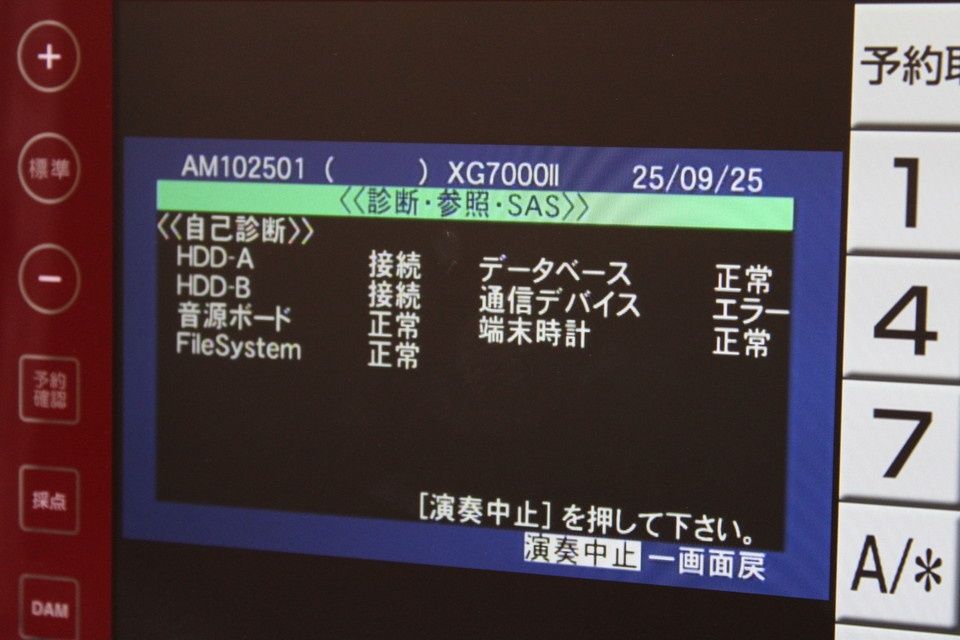 +
標準
−
予約
確認
採点
DAM
AM102501 ( ) XG7000II 25/09/25
《診断・参照・SAS》
《自己診断》
HDD-A 接続 データベース 正常
HDD-B 接続 通信デバイス エラー
音源ボード 正常 端末時計 正常
FileSystem 正常
[演奏中止] を押して下さい。
演奏中止 ー画面戻
予約取
1
4
7
A/*